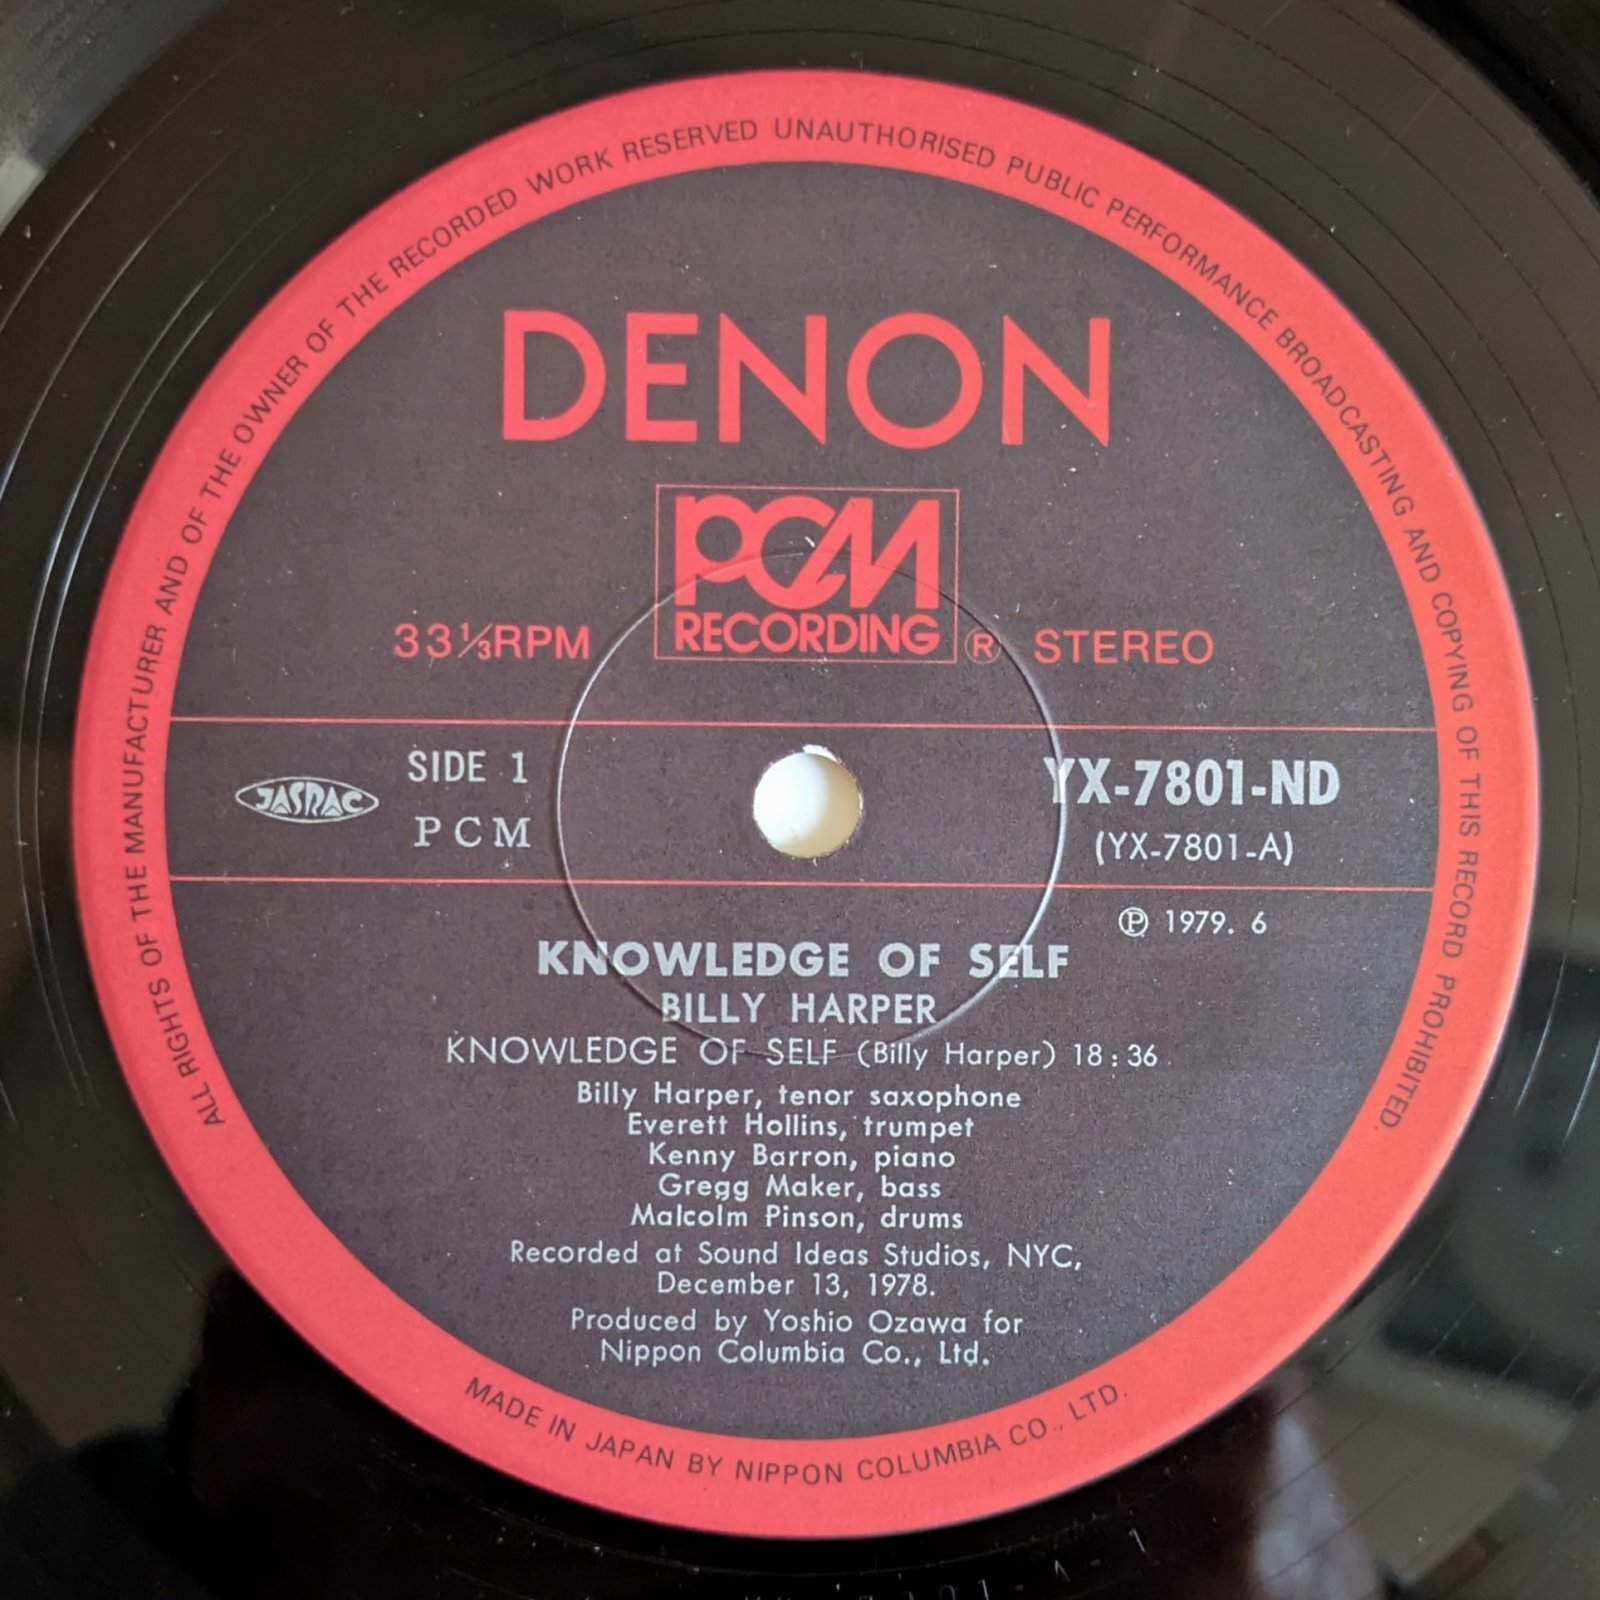 ALL RIGHTS OF THE MANUFACTURER AND OF THE OWNER OF THE RECORDED WORK RESERVED UNAUTHORISED PUBLIC PERFORMANCE BROADCASTING AND COPYING OF THIS RECORD PROHIBITED.
DENON
PCM
RECORDING
33⅓RPM
® STEREO
JASRAC
SIDE 1
PCM
YX-7801-ND
(YX-7801-A)
Ⓟ 1979. 6
KNOWLEDGE OF SELF
BILLY HARPER
KNOWLEDGE OF SELF (Billy Harper) 18:36
Billy Harper, tenor saxophone
Everett Hollins, trumpet
Kenny Barron, piano
Gregg Maker, bass
Malcolm Pinson, drums
Recorded at Sound Ideas Studios, NYC,
December 13, 1978.
Produced by Yoshio Ozawa for
Nippon Columbia Co., Ltd.
MADE IN JAPAN BY NIPPON COLUMBIA CO., LTD.